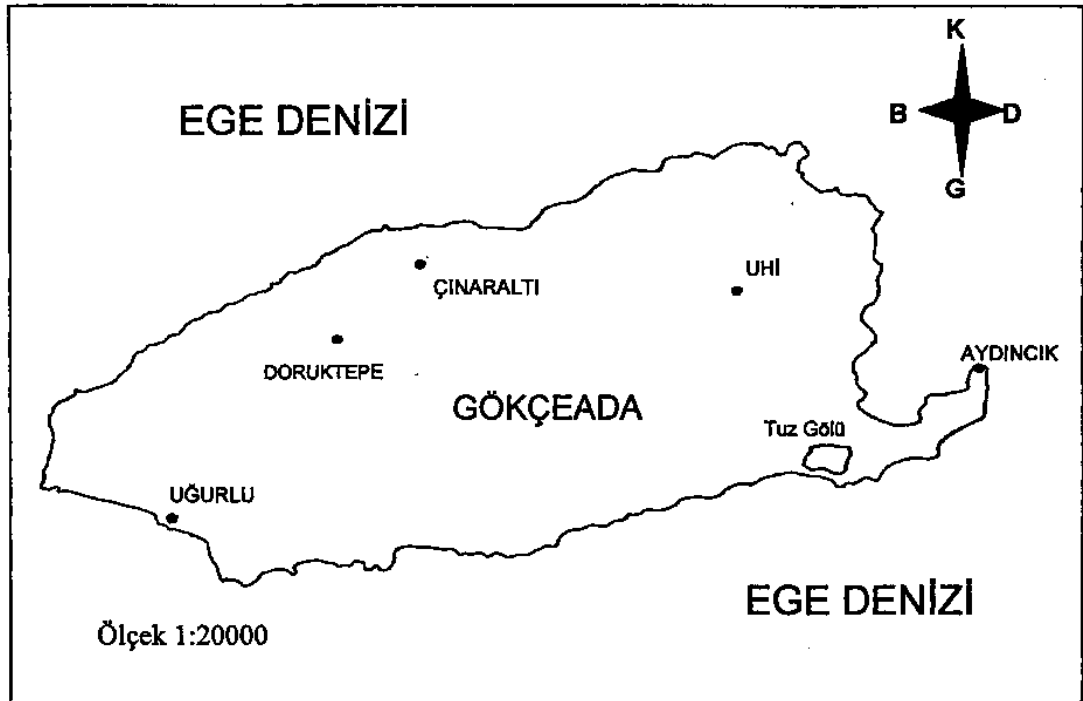 K
EGE DENİZİ
B
D
G
ÇINARALTI
UHİ
DORUKTEPE
AYDINCIK
GÖKÇEADA
Tuz Gölü
UĞURLU
EGE DENİZİ
Ölçek 1:20000